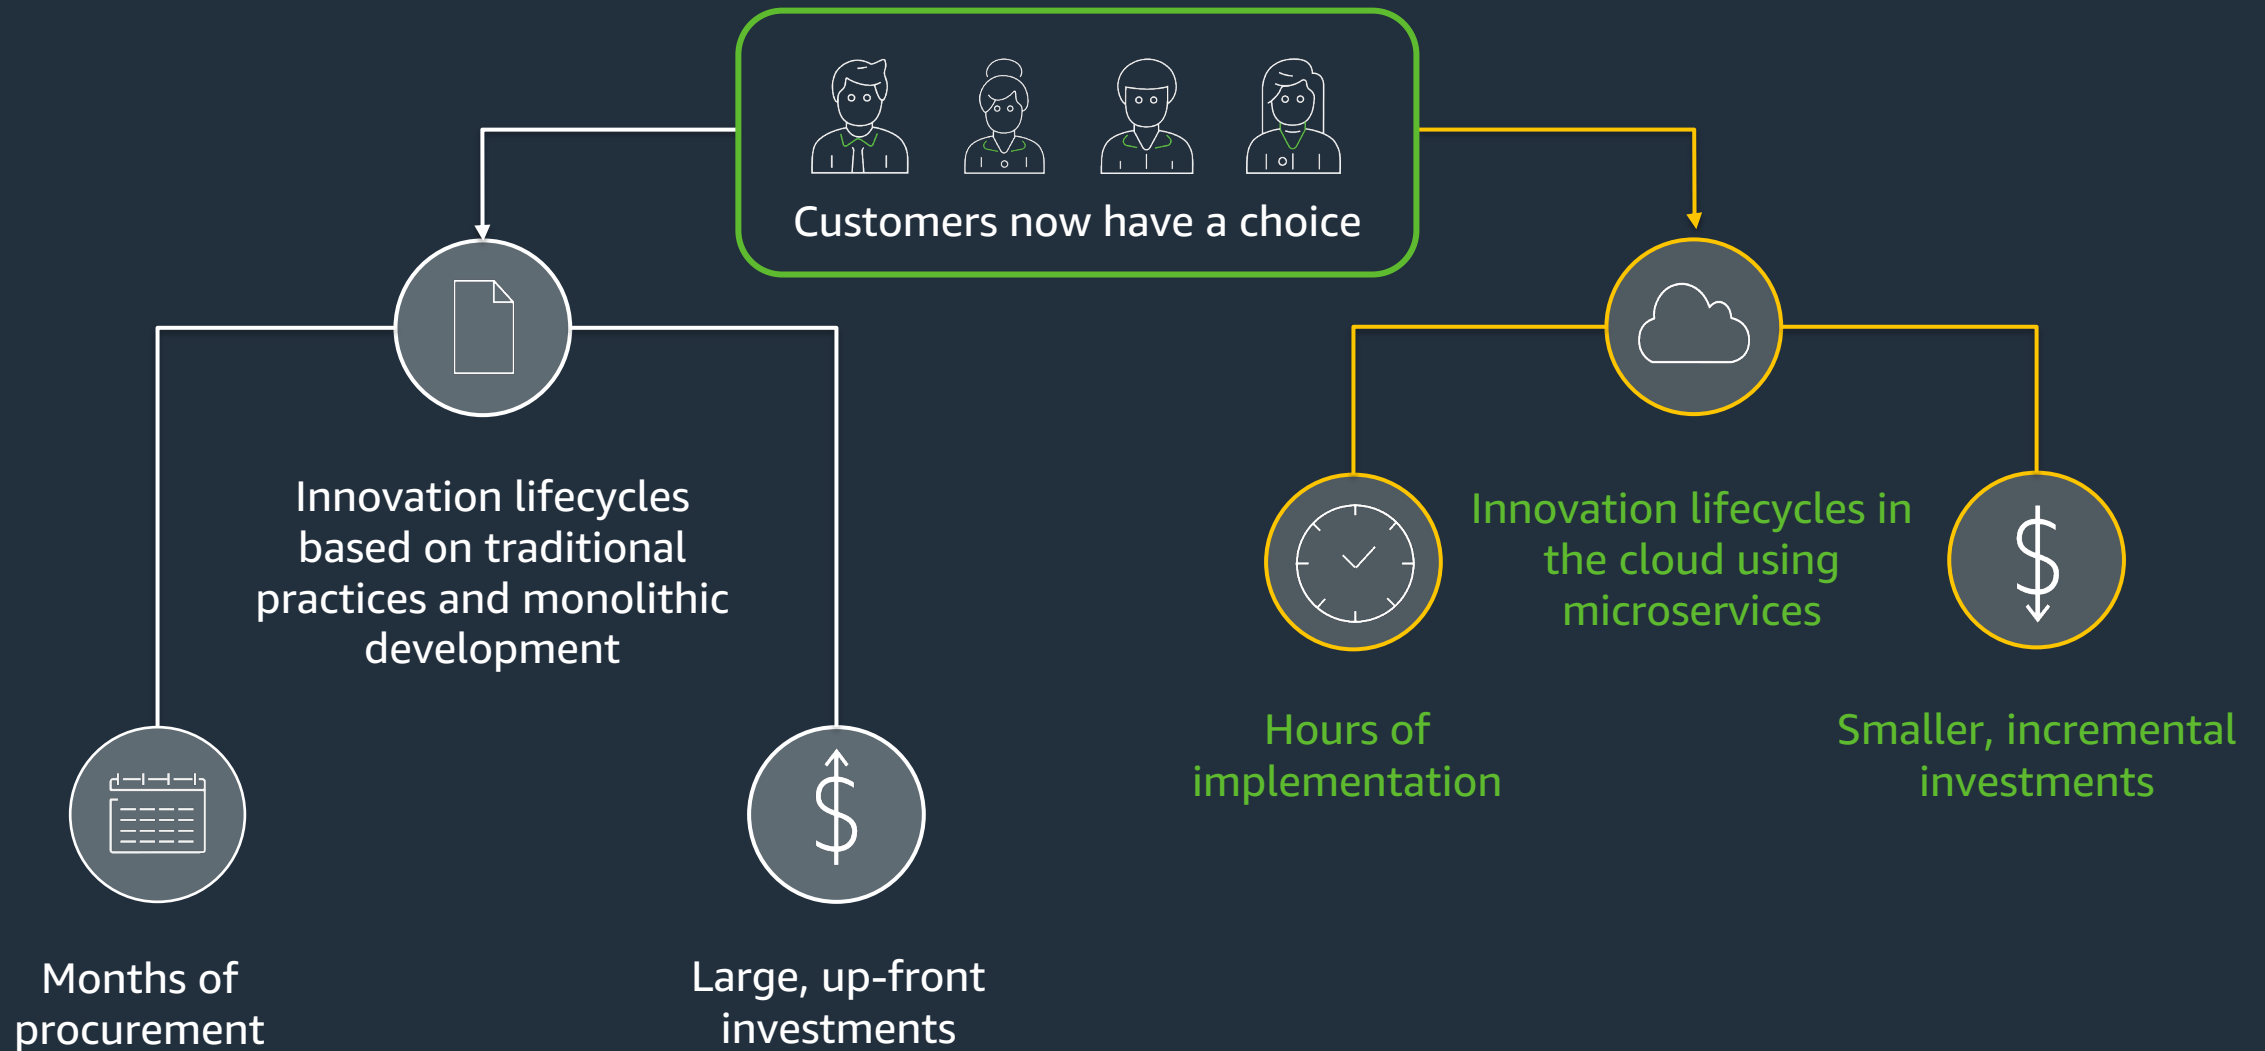 Customers now have a choice
Innovation lifecycles
based on traditional
practices and monolithic
development
Months of
procurement
Large, up-front
investments
Innovation lifecycles in
the cloud using
microservices
Hours of
implementation
Smaller, incremental
investments